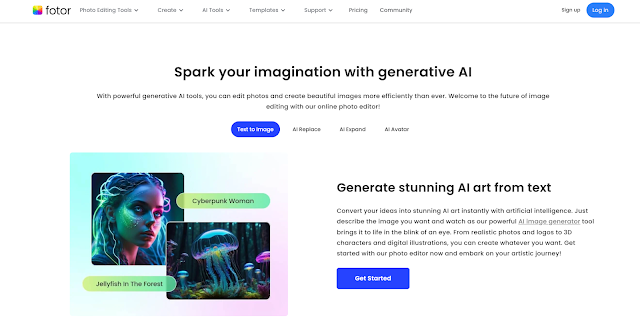 fotor Photo Editing Tools Create AI Tools Templates Support Pricing Community Sign up Log in
Spark your imagination with generative AI
With powerful generative AI tools, you can edit photos and create beautiful images more efficiently than ever. Welcome to the future of image
editing with our online photo editor!
Text to Image AI Replace AI Expand AI Avatar
Cyberpunk Woman
Jellyfish In The Forest
Generate stunning AI art from text
Convert your ideas into stunning AI art instantly with artificial intelligence. Just
describe the image you want and watch as our powerful AI image generator tool
brings it to life in the blink of an eye. From realistic photos and logos to 3D
characters and digital illustrations, you can create whatever you want. Get
started with our photo editor now and embark on your artistic journey!
Get Started